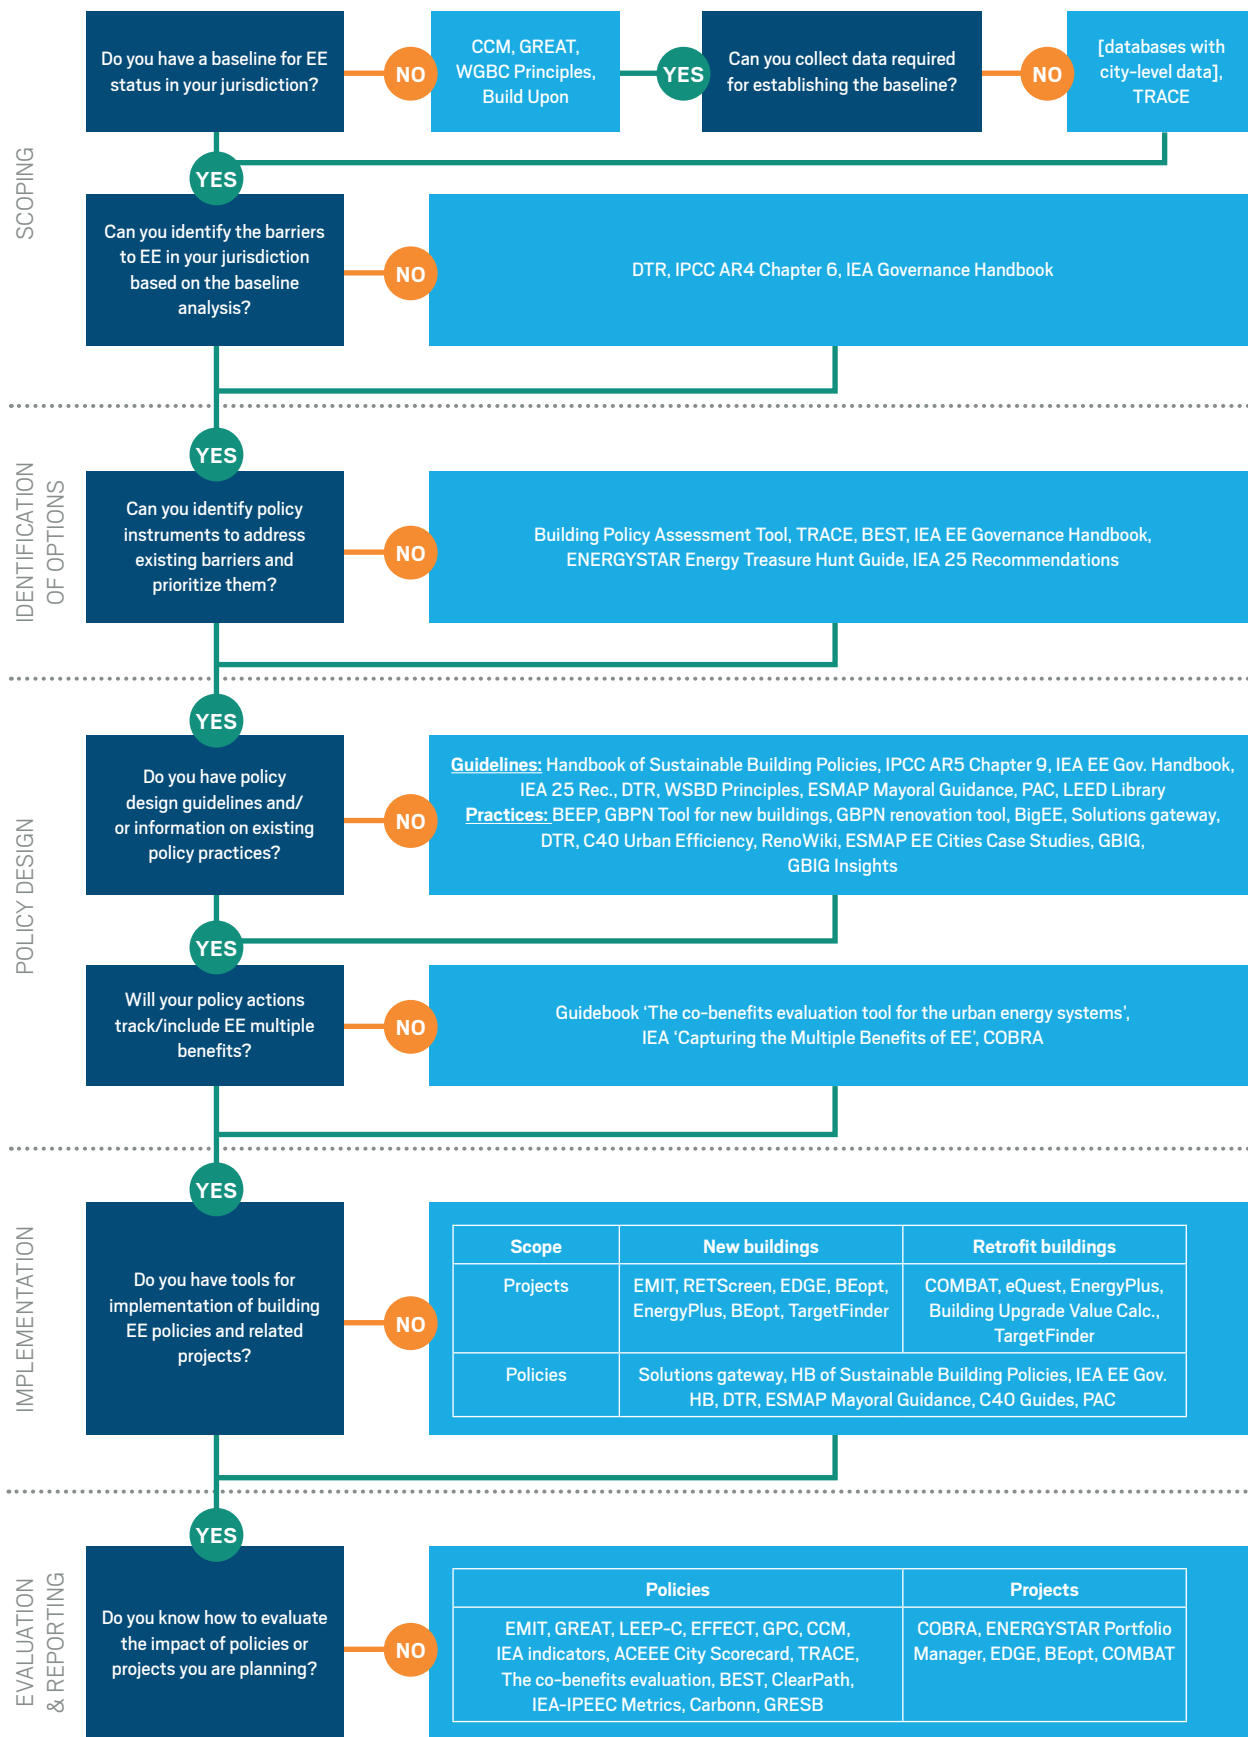 Do you have a baseline for EE
status in your jurisdiction?
NO
CCM, GREAT,
WGBC Principles,
Build Upon
YES
Can you collect data required
for establishing the baseline?
NO
[databases with
city-level data],
TRACE
SCOPING
YES
Can you identify the barriers
to EE in your jurisdiction
based on the baseline
analysis?
NO
DTR, IPCC AR4 Chapter 6, IEA Governance Handbook
IDENTIFICATION
OF OPTIONS
YES
Can you identify policy
instruments to address
existing barriers and
prioritize them?
NO
Building Policy Assessment Tool, TRACE, BEST, IEA EE Governance Handbook,
ENERGYSTAR Energy Treasure Hunt Guide, IEA 25 Recommendations
POLICY DESIGN
YES
Do you have policy
design guidelines and/
or information on existing
policy practices?
NO
Guidelines: Handbook of Sustainable Building Policies, IPCC AR5 Chapter 9, IEA EE Gov. Handbook,
IEA 25 Rec., DTR, WSBD Principles, ESMAP Mayoral Guidance, PAC, LEED Library
Practices: BEEP, GBPN Tool for new buildings, GBPN renovation tool, BigEE, Solutions gateway,
DTR, C40 Urban Efficiency, RenoWiki, ESMAP EE Cities Case Studies, GBIG,
GBIG Insights
YES
Will your policy actions
track/include EE multiple
benefits?
NO
Guidebook ‘The co-benefits evaluation tool for the urban energy systems’,
IEA ‘Capturing the Multiple Benefits of EE’, COBRA
IMPLEMENTATION
YES
Do you have tools for
implementation of building
EE policies and related
projects?
NO
Scope
New buildings
Retrofit buildings
Projects
EMIT, RETScreen, EDGE, BEopt,
EnergyPlus, BEopt, TargetFinder
COMBAT, eQuest, EnergyPlus,
Building Upgrade Value Calc.,
TargetFinder
Policies
Solutions gateway, HB of Sustainable Building Policies, IEA EE Gov.
HB, DTR, ESMAP Mayoral Guidance, C40 Guides, PAC
EVALUATION
& REPORTING
YES
Do you know how to evaluate
the impact of policies or
projects you are planning?
NO
Policies
Projects
EMIT, GREAT, LEEP-C, EFFECT, GPC, CCM,
IEA indicators, ACEEE City Scorecard, TRACE,
The co-benefits evaluation, BEST, ClearPath,
IEA-IPEEC Metrics, Carbonn, GRESB
COBRA, ENERGYSTAR Portfolio
Manager, EDGE, BEopt, COMBAT